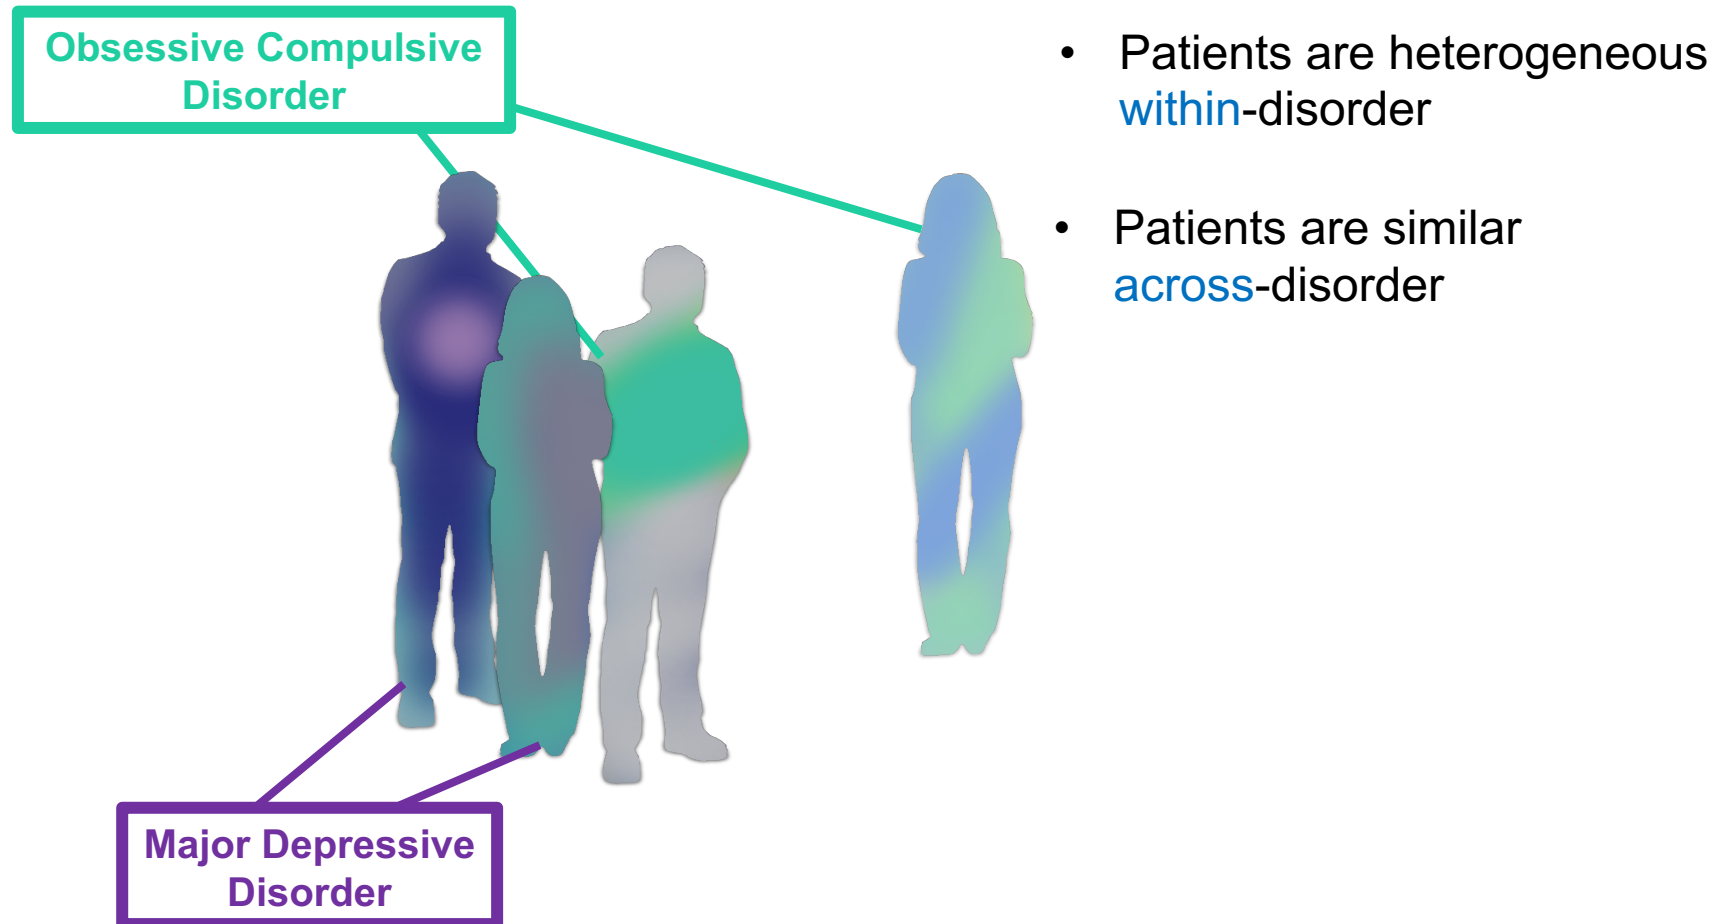 Obsessive Compulsive
Disorder
• Patients are heterogeneous
within-disorder
• Patients are similar
across-disorder
Major Depressive
Disorder